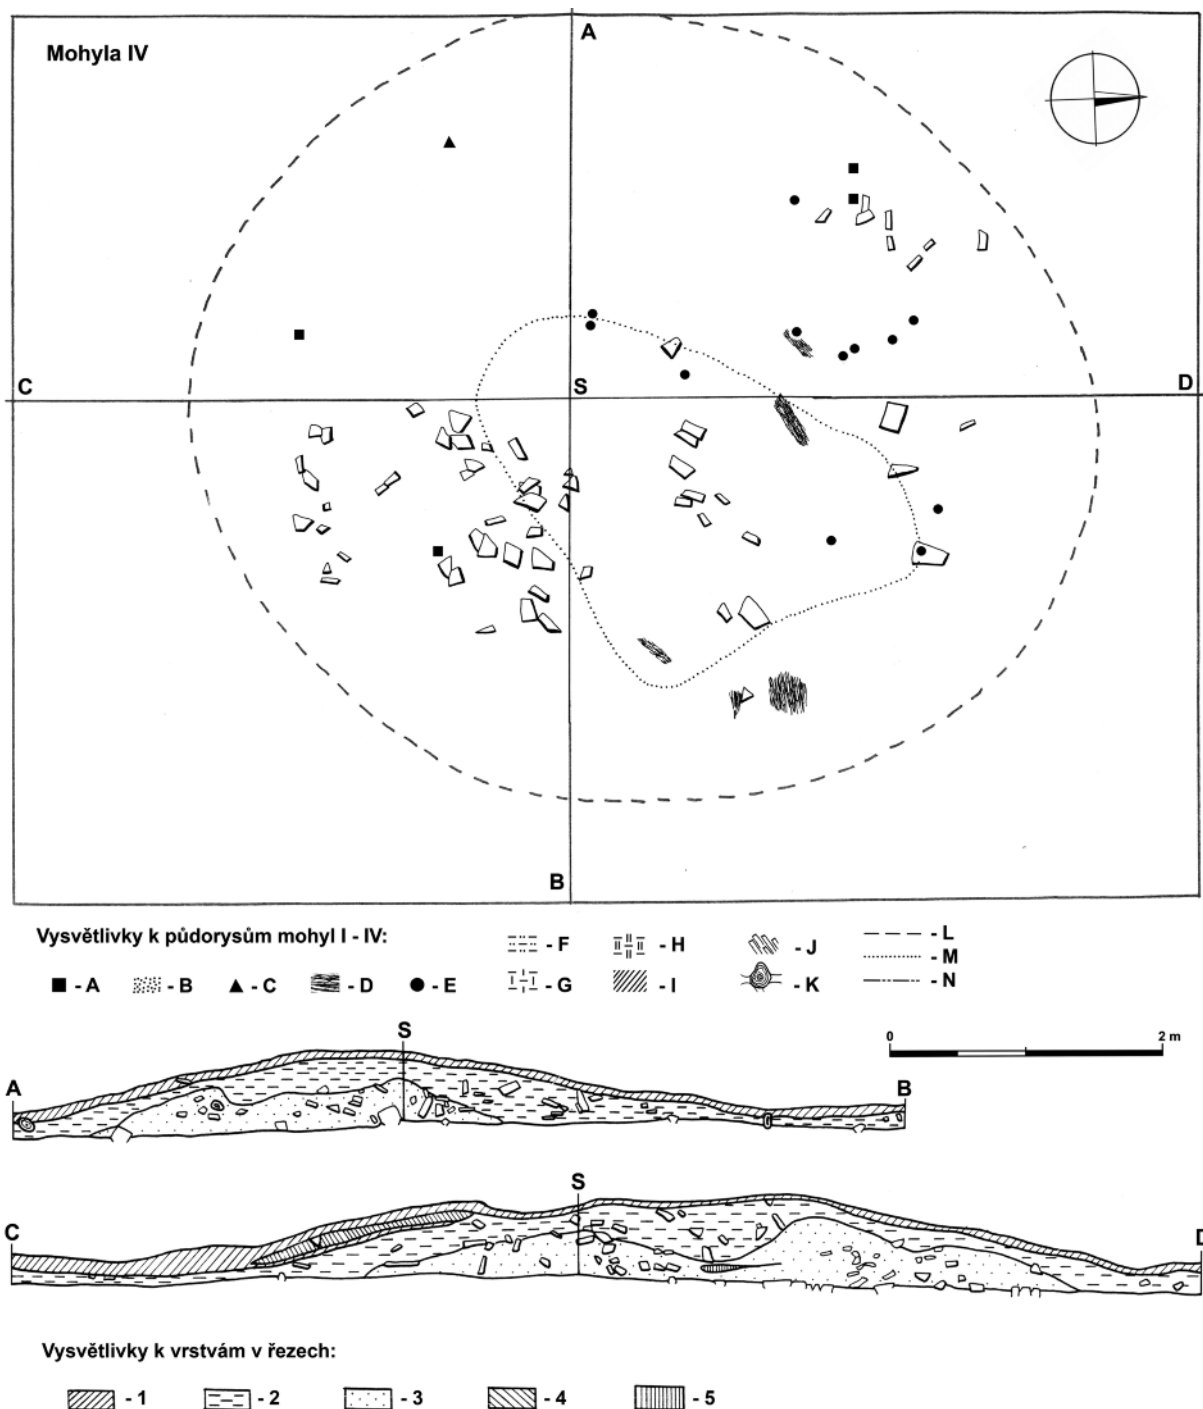 A
Mohyla IV
C
S
D
B
Vysvětlivky k půdorysům mohyl I - IV:
- A
- B
- C
- D
- E
- F
- G
- H
- I
- J
- K
- L
- M
- N
0
2 m
A
S
B
C
S
D
Vysvětlivky k vrstvám v řezech:
- 1
- 2
- 3
- 4
- 5